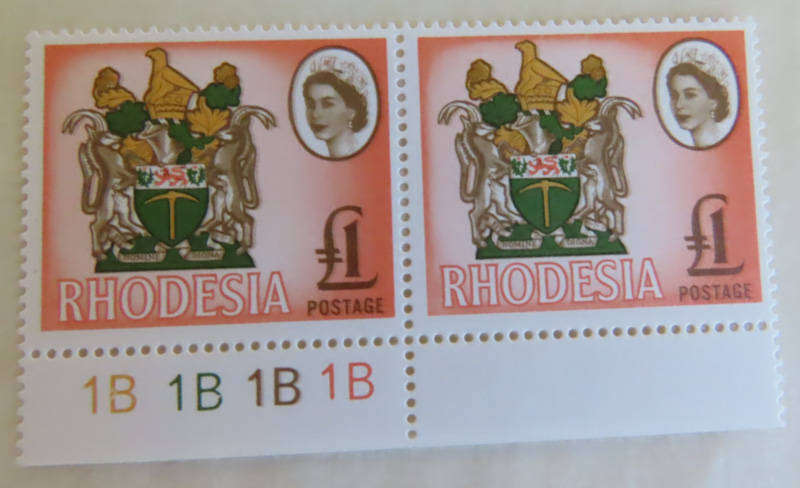 £1
POSTAGE
RHODESIA
£1
POSTAGE
RHODESIA
1B 1B 1B 1B